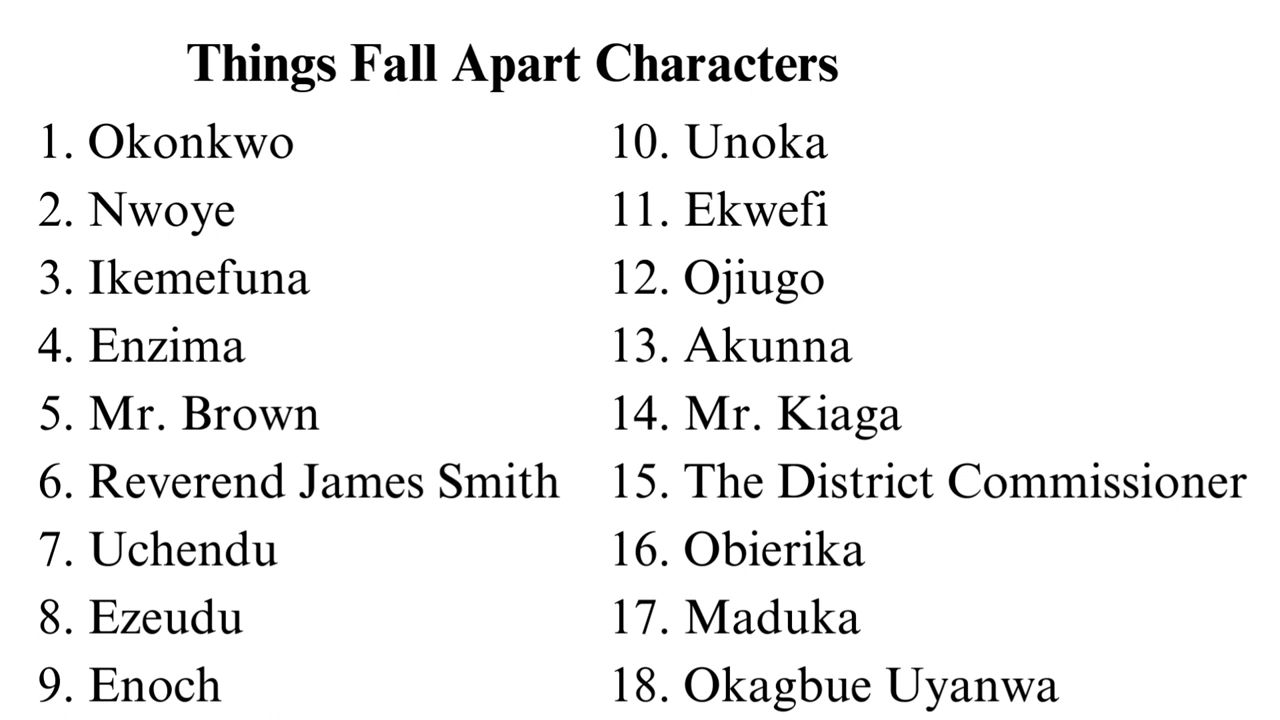 Things Fall Apart Characters
1. Okonkwo
2. Nwoye
3. Ikemefuna
4. Enzima
5. Mr. Brown
6. Reverend James Smith
7. Uchendu
8. Ezeudu
9. Enoch
10. Unoka
11. Ekwefi
12. Ojiugo
13. Akunna
14. Mr. Kiaga
15. The District Commissioner
16. Obierika
17. Maduka
18. Okagbue Uyanwa